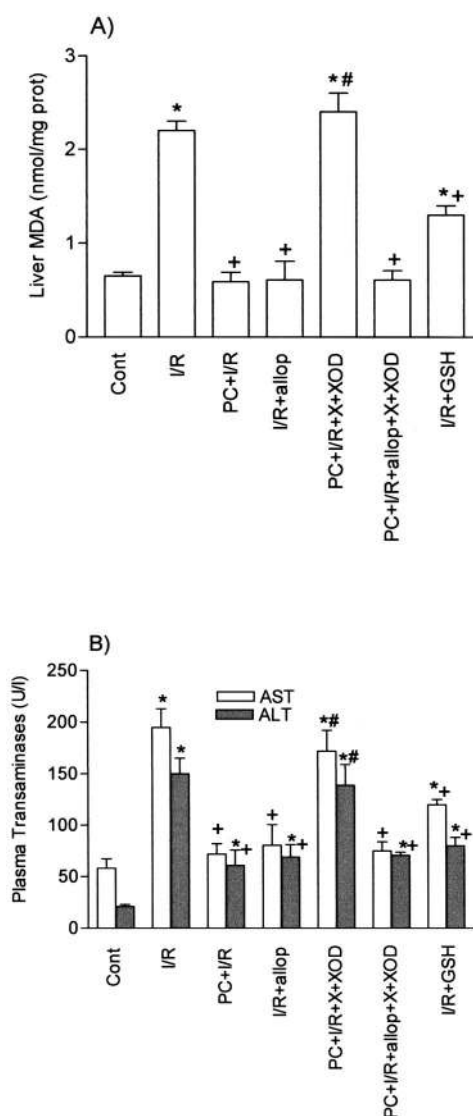 A)
Liver MDA (nmol/mg prot)
3
2
1
0
*
+
+
*#
+
*+
Cont
I/R
PC+I/R
I/R+allop
PC+I/R+X+XOD
PC+I/R+allop+X+XOD
I/R+GSH
B)
Plasma Transaminases (U/l)
250
200
150
100
50
0
AST
ALT
*
*
+
*+
+
*+
*#
*#
+
*+
*+
*+
Cont
I/R
PC+I/R
I/R+allop
PC+I/R+X+XOD
PC+I/R+allop+X+XOD
I/R+GSH